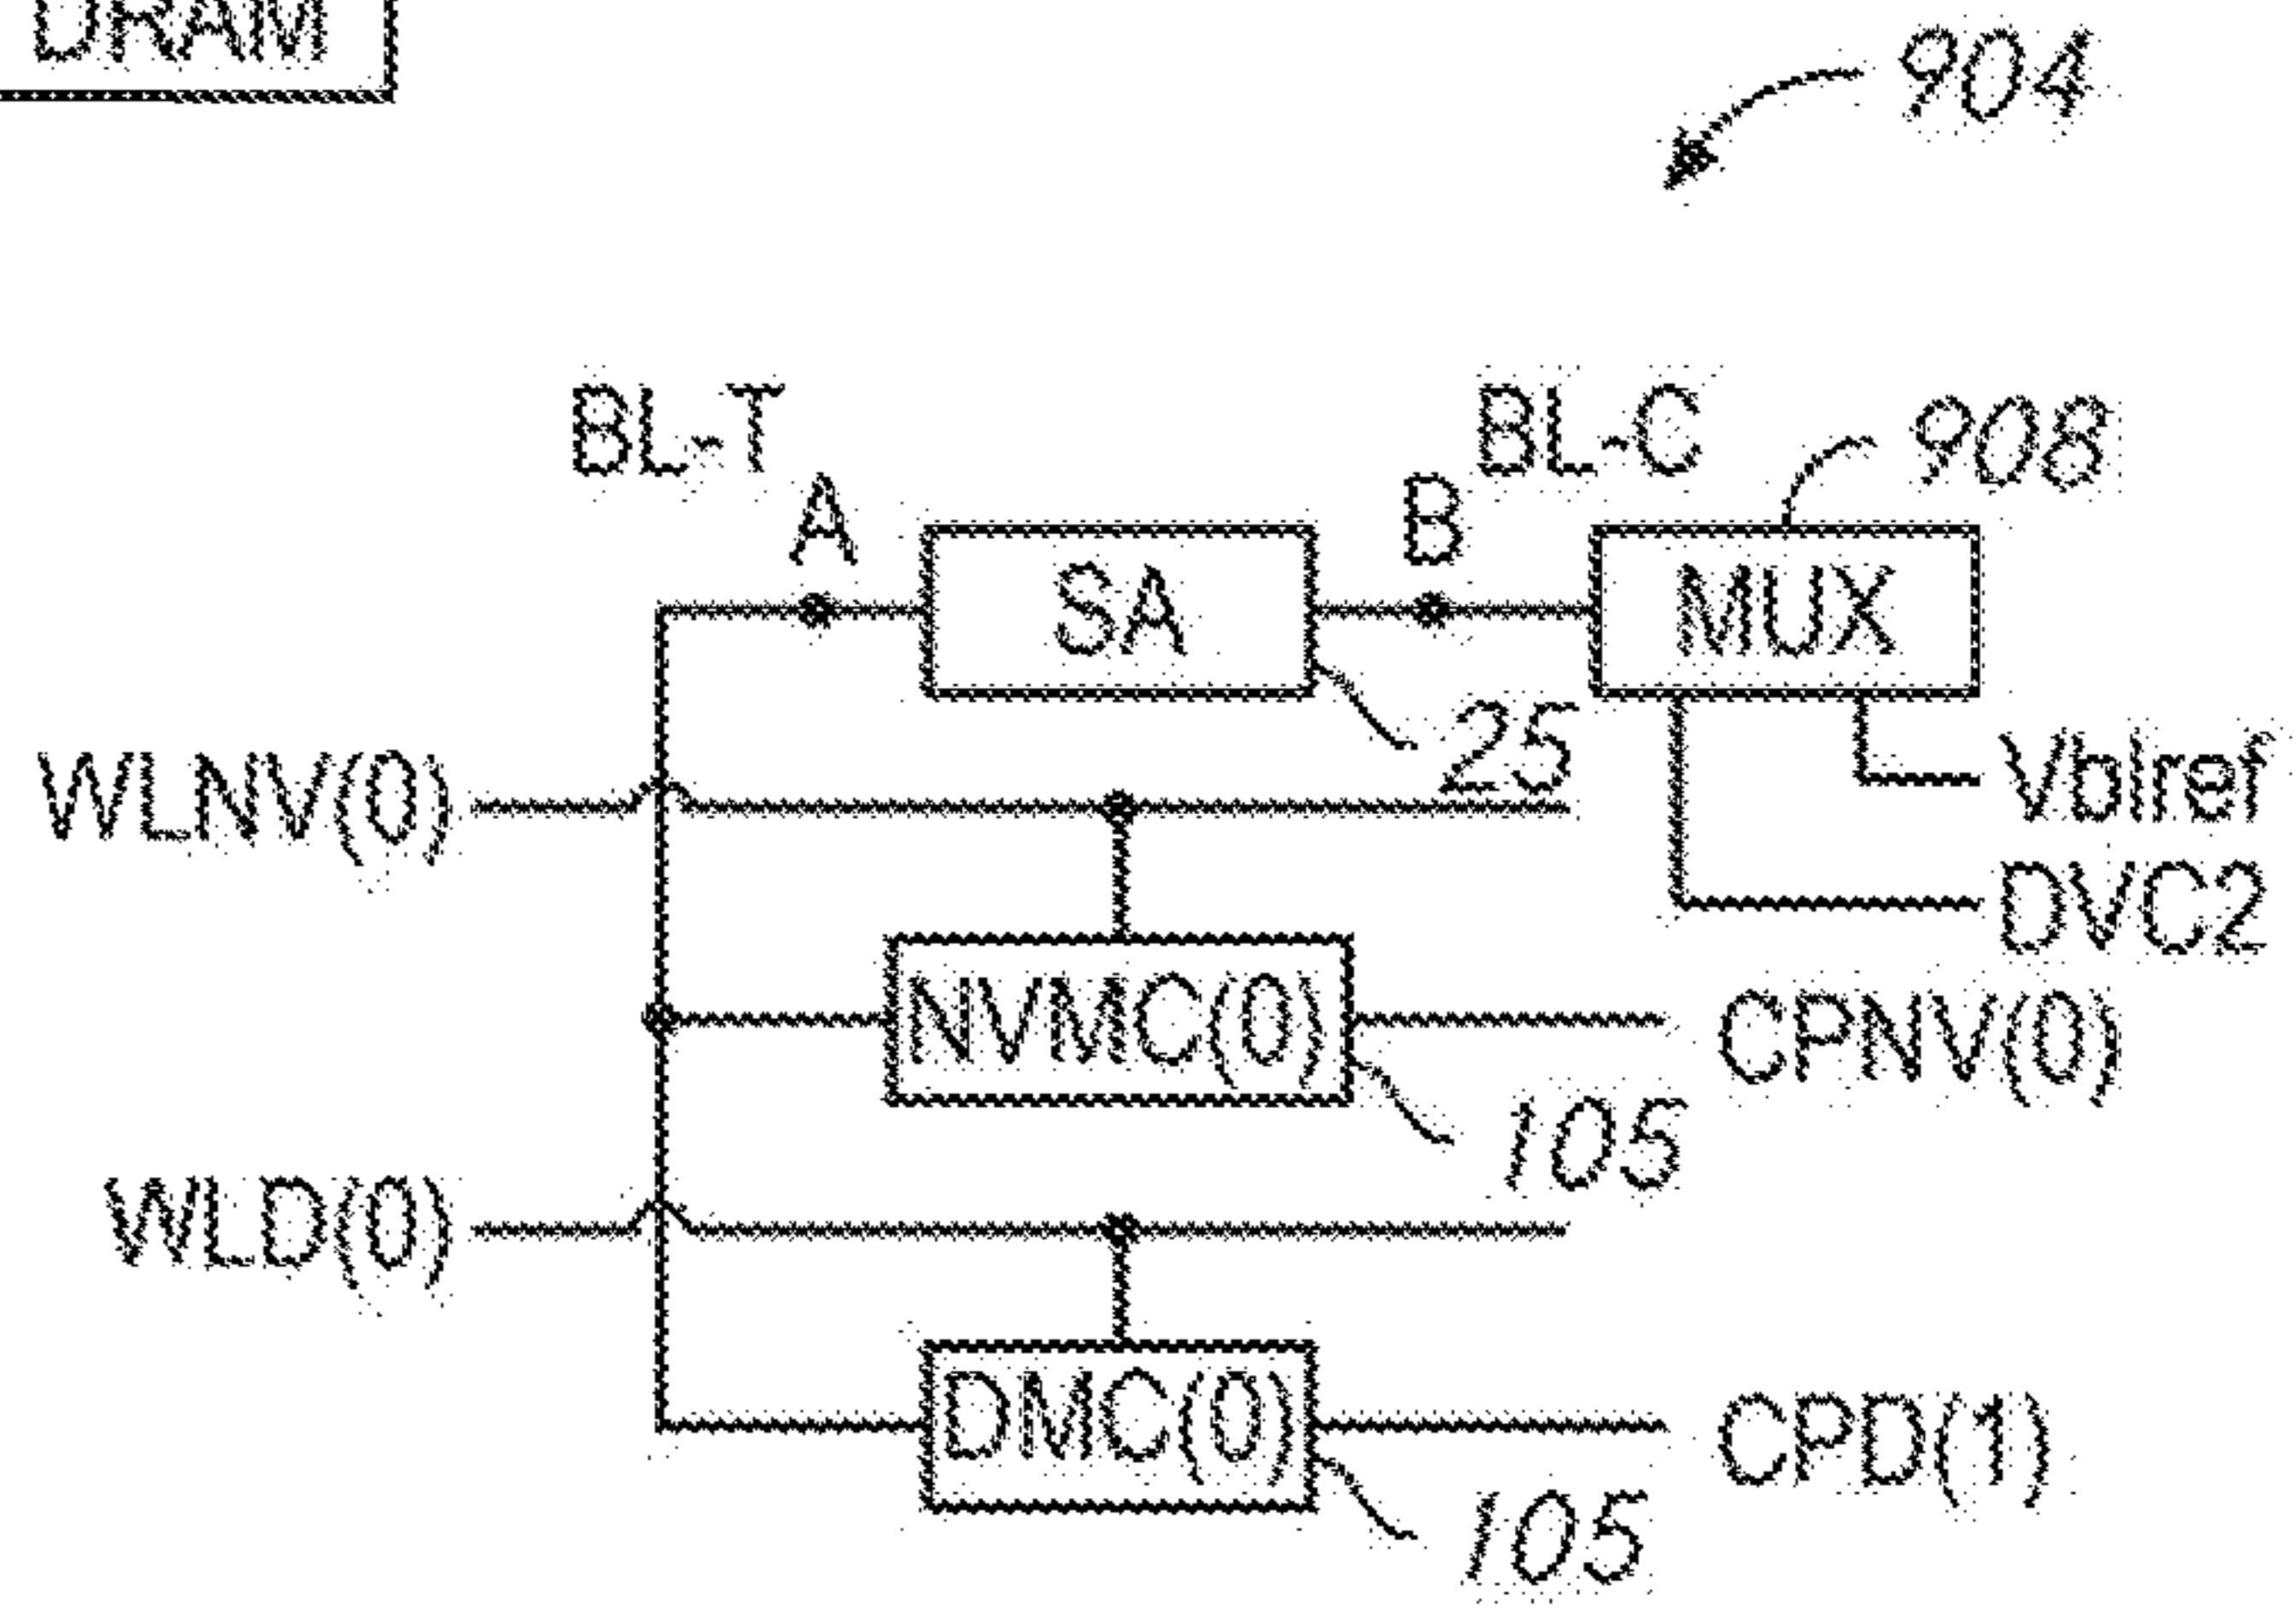 DRAM
904
BL-T
BL-C
908
A
B
SA
MUX
25
WLNV(0)
Vblref
DVC2
NVMC(0)
CPNV(0)
105
WLD(0)
DMC(0)
CPD(1)
105